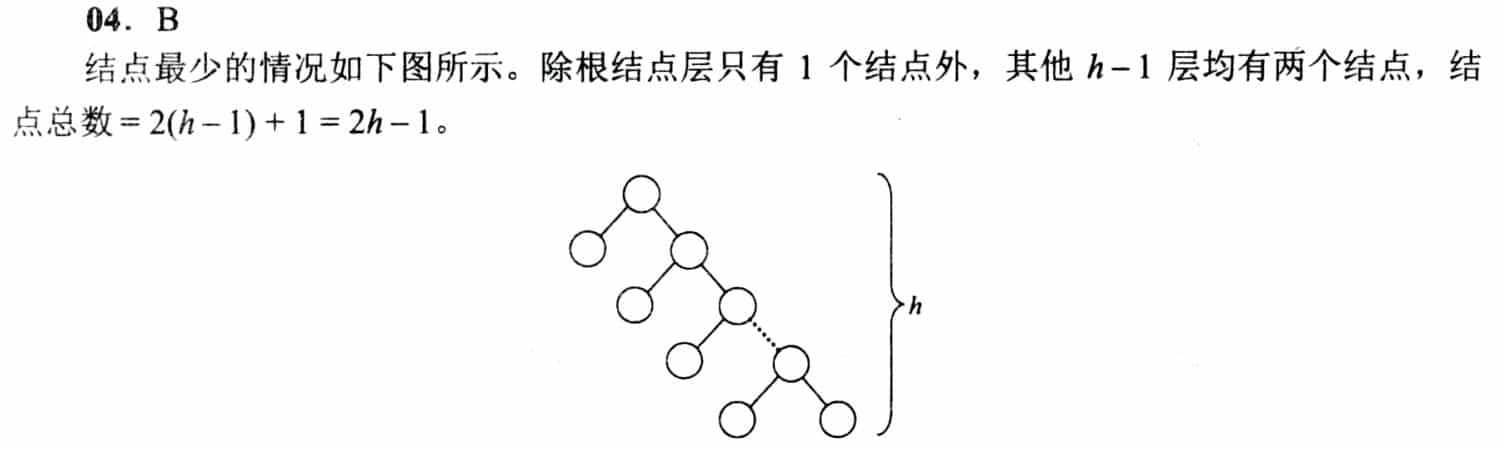 04. B
结点最少的情况如下图所示。除根结点层只有 1 个结点外，其他 h – 1 层均有两个结点，结
点总数 = 2(h – 1) + 1 = 2h – 1。
h